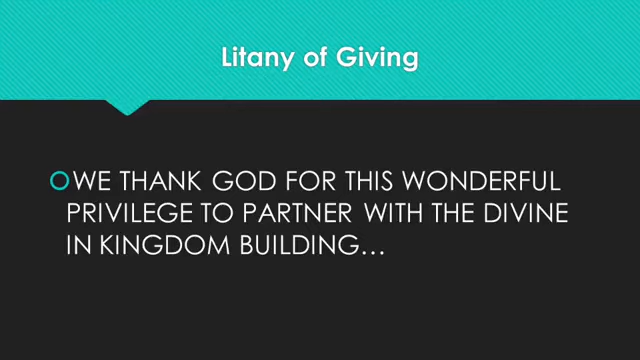 Litany of Giving
WE THANK GOD FOR THIS WONDERFUL
PRIVILEGE TO PARTNER WITH THE DIVINE
IN KINGDOM BUILDING…